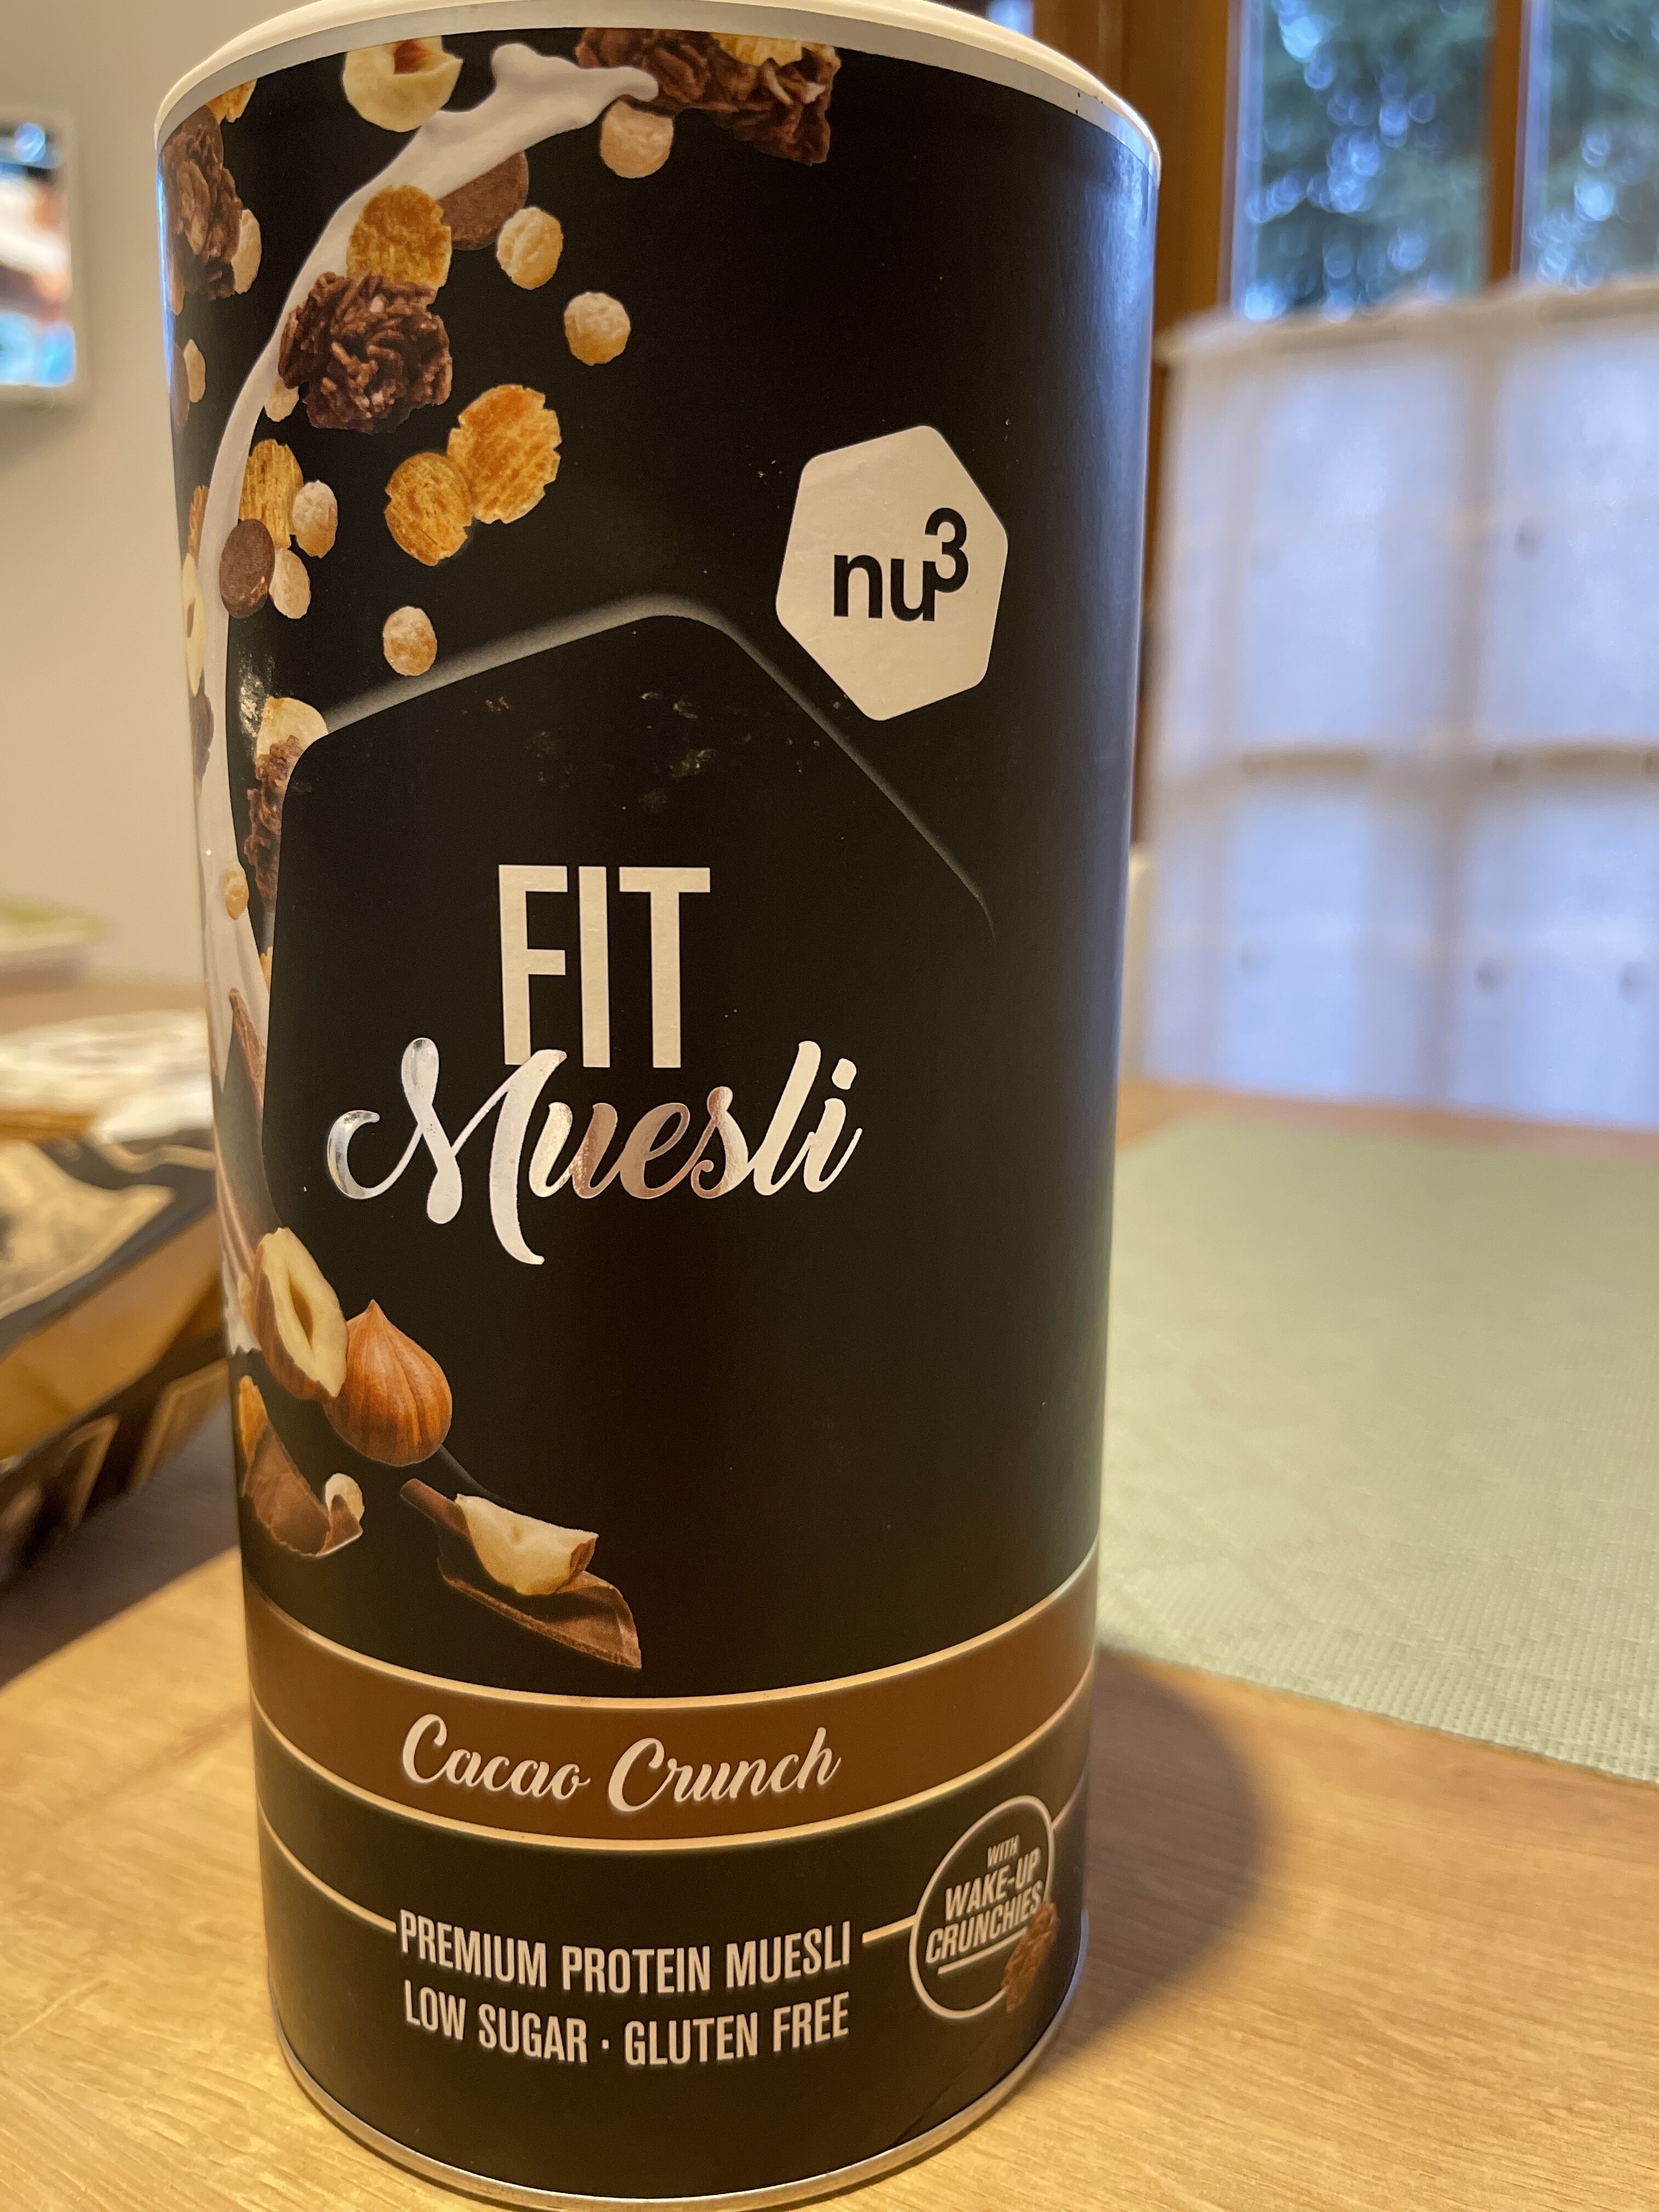 nu3
FIT
Muesli
Cacao Crunch
WITH
WAKE-UP
CRUNCHIES
PREMIUM PROTEIN MUESLI
LOW SUGAR · GLUTEN FREE